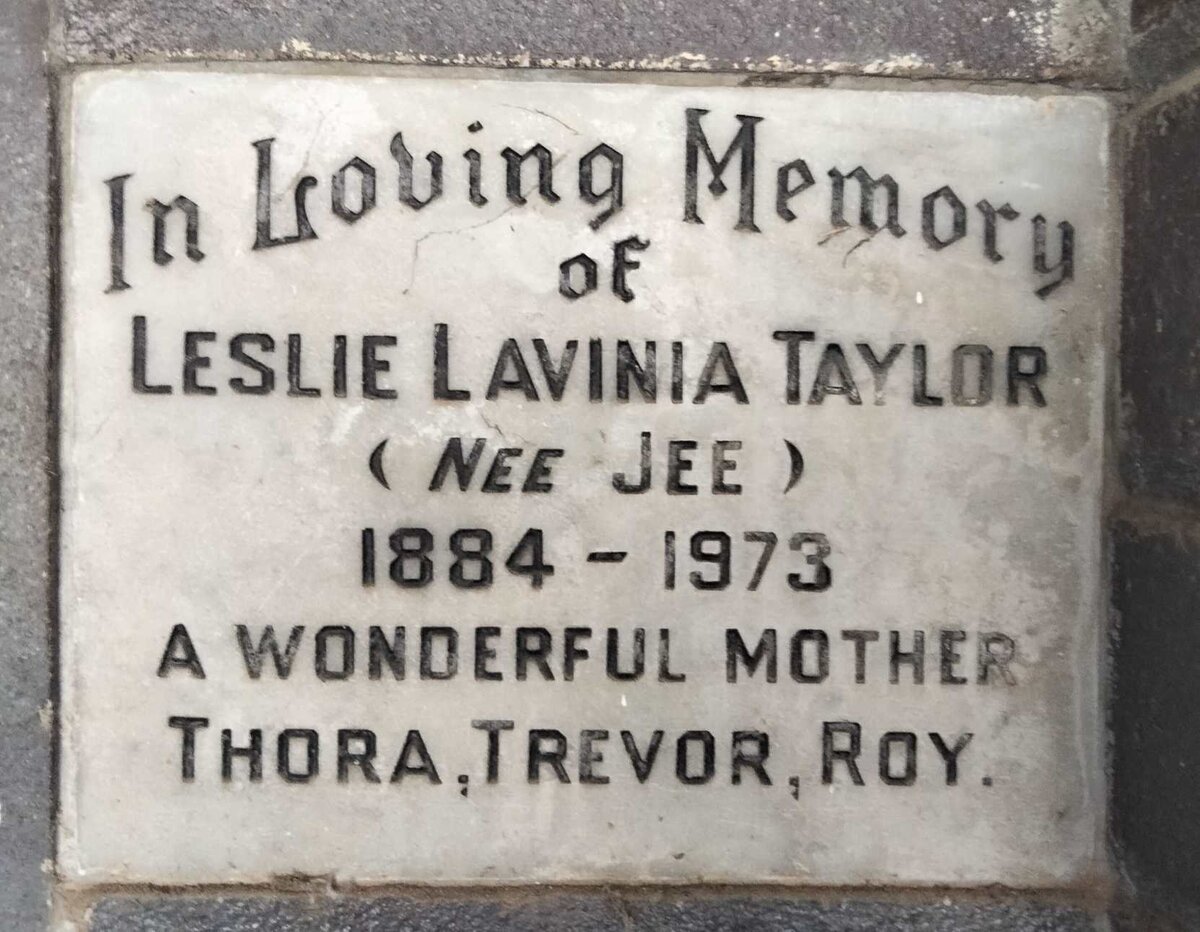 In Loving Memory
of
LESLIE LAVINIA TAYLOR
( NEE JEE )
1884 - 1973
A WONDERFUL MOTHER
THORA, TREVOR, ROY.